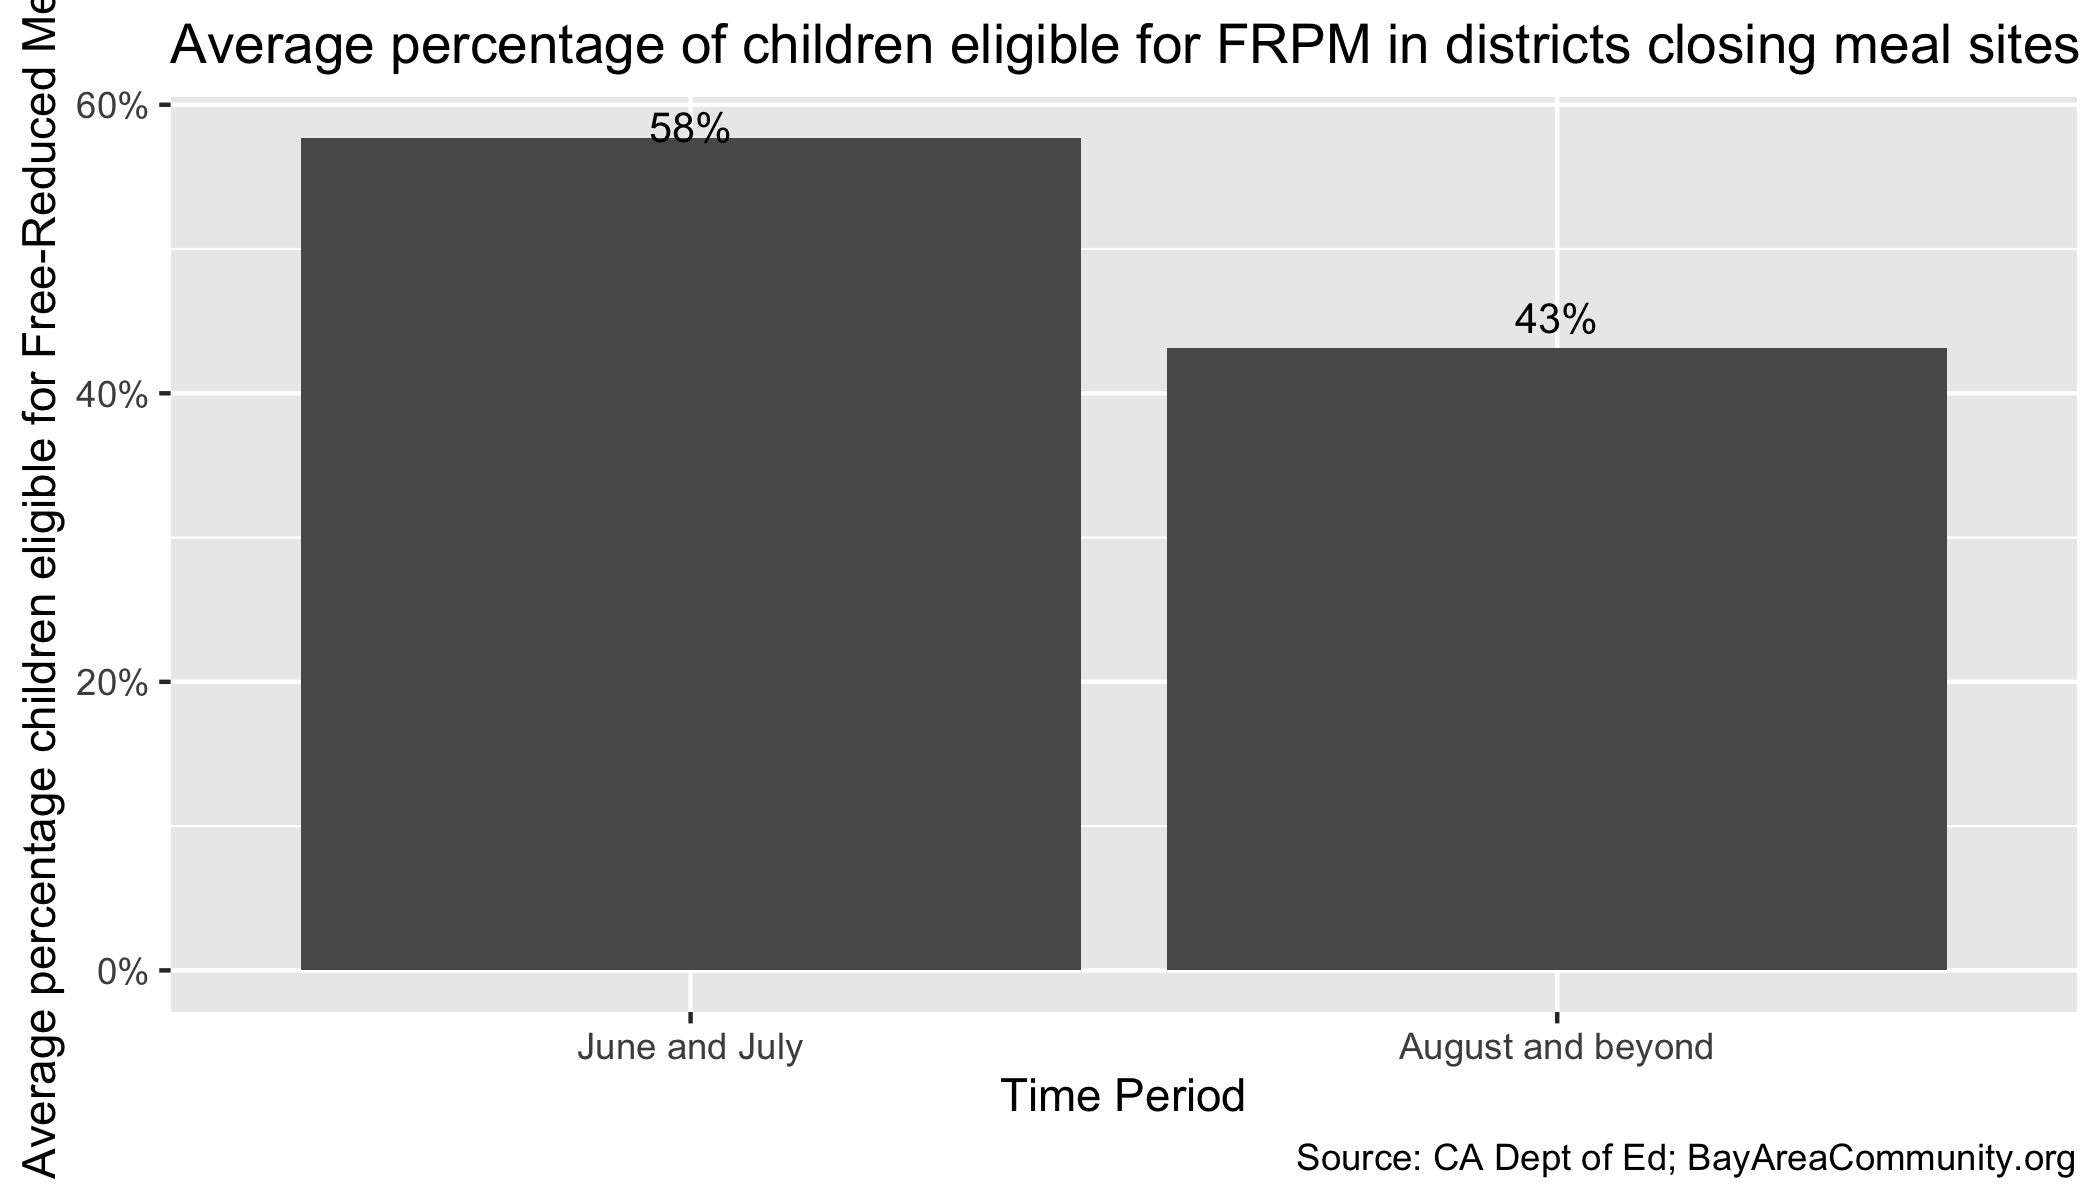 Average percentage of children eligible for FRPM in districts closing meal sites
Average percentage children eligible for Free-Reduced
60%
40%
20%
0%
58%
43%
June and July
August and beyond
Time Period
Source: CA Dept of Ed; BayAreaCommunity.org